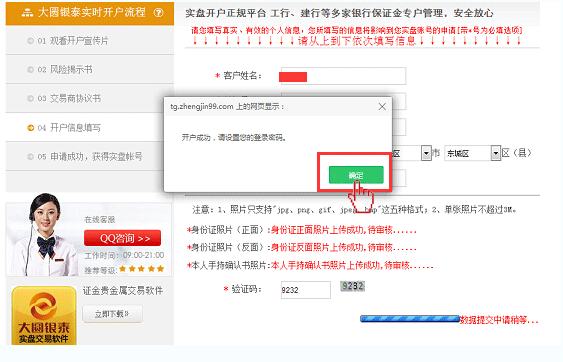 大圆银泰实时开户流程
01 观看开户宣传片
02 风险揭示书
03 交易商协议书
04 开户信息填写
05 申请成功，获得实盘帐号
在线客服
QQ咨询 >>
工作时间：09:00-21:00
推荐等级：
大圆银泰
实盘交易软件
证金贵金属交易软件
立即下载
实盘开户正规平台 工行、建行等多家银行保证金专户管理，安全放心
请您填写真实、有效的个人信息，您所填写的信息将影响到您实盘账号的申请[带*号为必填选项]
↓↓↓↓↓↓↓↓↓↓↓请从上到下依次填写信息↓↓↓↓↓↓↓↓↓↓↓
* 客户姓名：
tg.zhengjin99.com 上的网页显示：
开户成功，请设置您的登录密码。
确定
区 市 东城区 区（县）
注意：1、照片只支持"jpg、png、gif、jpeg、bmp"这五种格式；2、单张照片不超过3M。
*身份证照片（正面）：身份证正面照片上传成功，待审核......
*身份证照片（反面）：身份证反面照片上传成功，待审核......
*本人手持确认书照片：本人手持确认书照片上传成功，待审核......
* 验证码： 9232 9232
数据提交中请稍等...